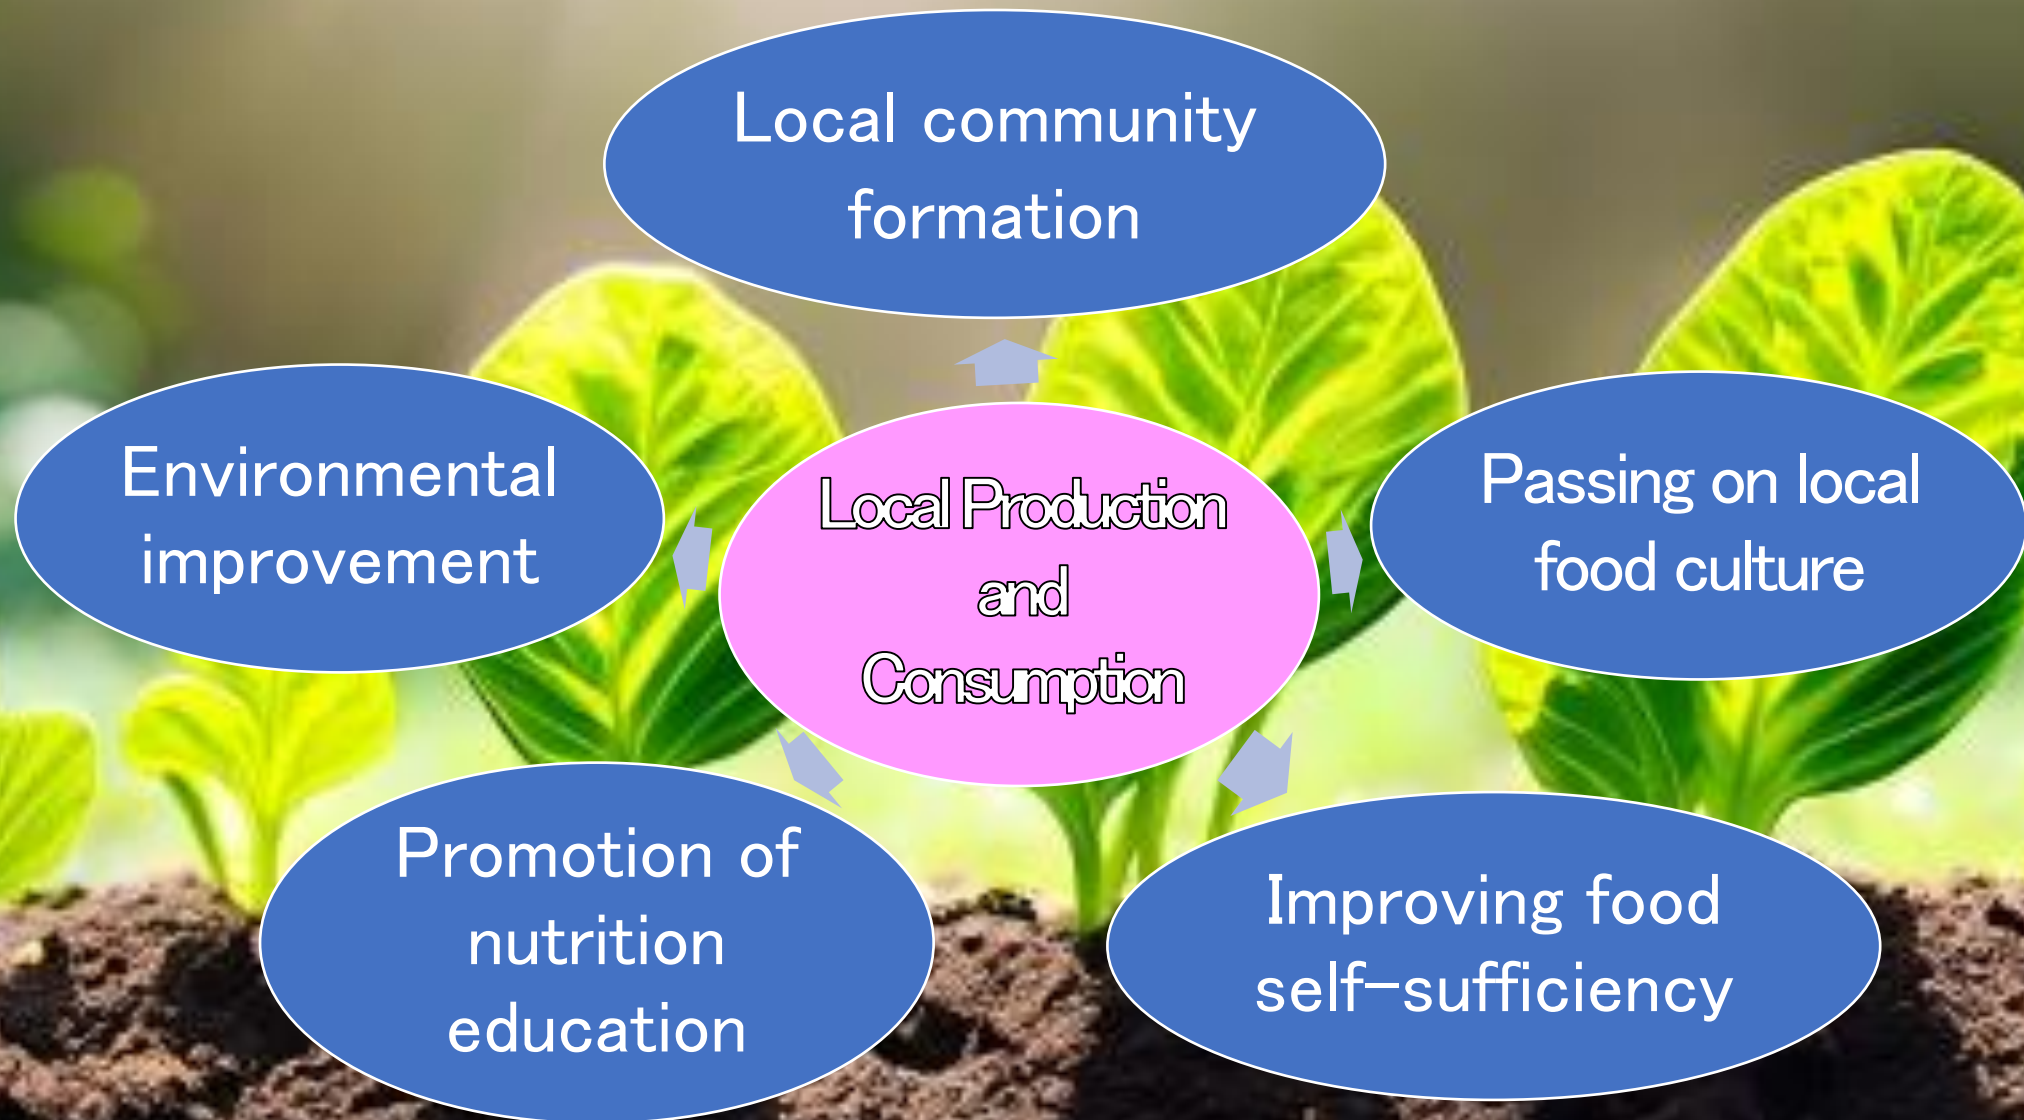 Local community
formation
Environmental
improvement
Local Production
and
Consumption
Passing on local
food culture
Promotion of
nutrition
education
Improving food
self-sufficiency